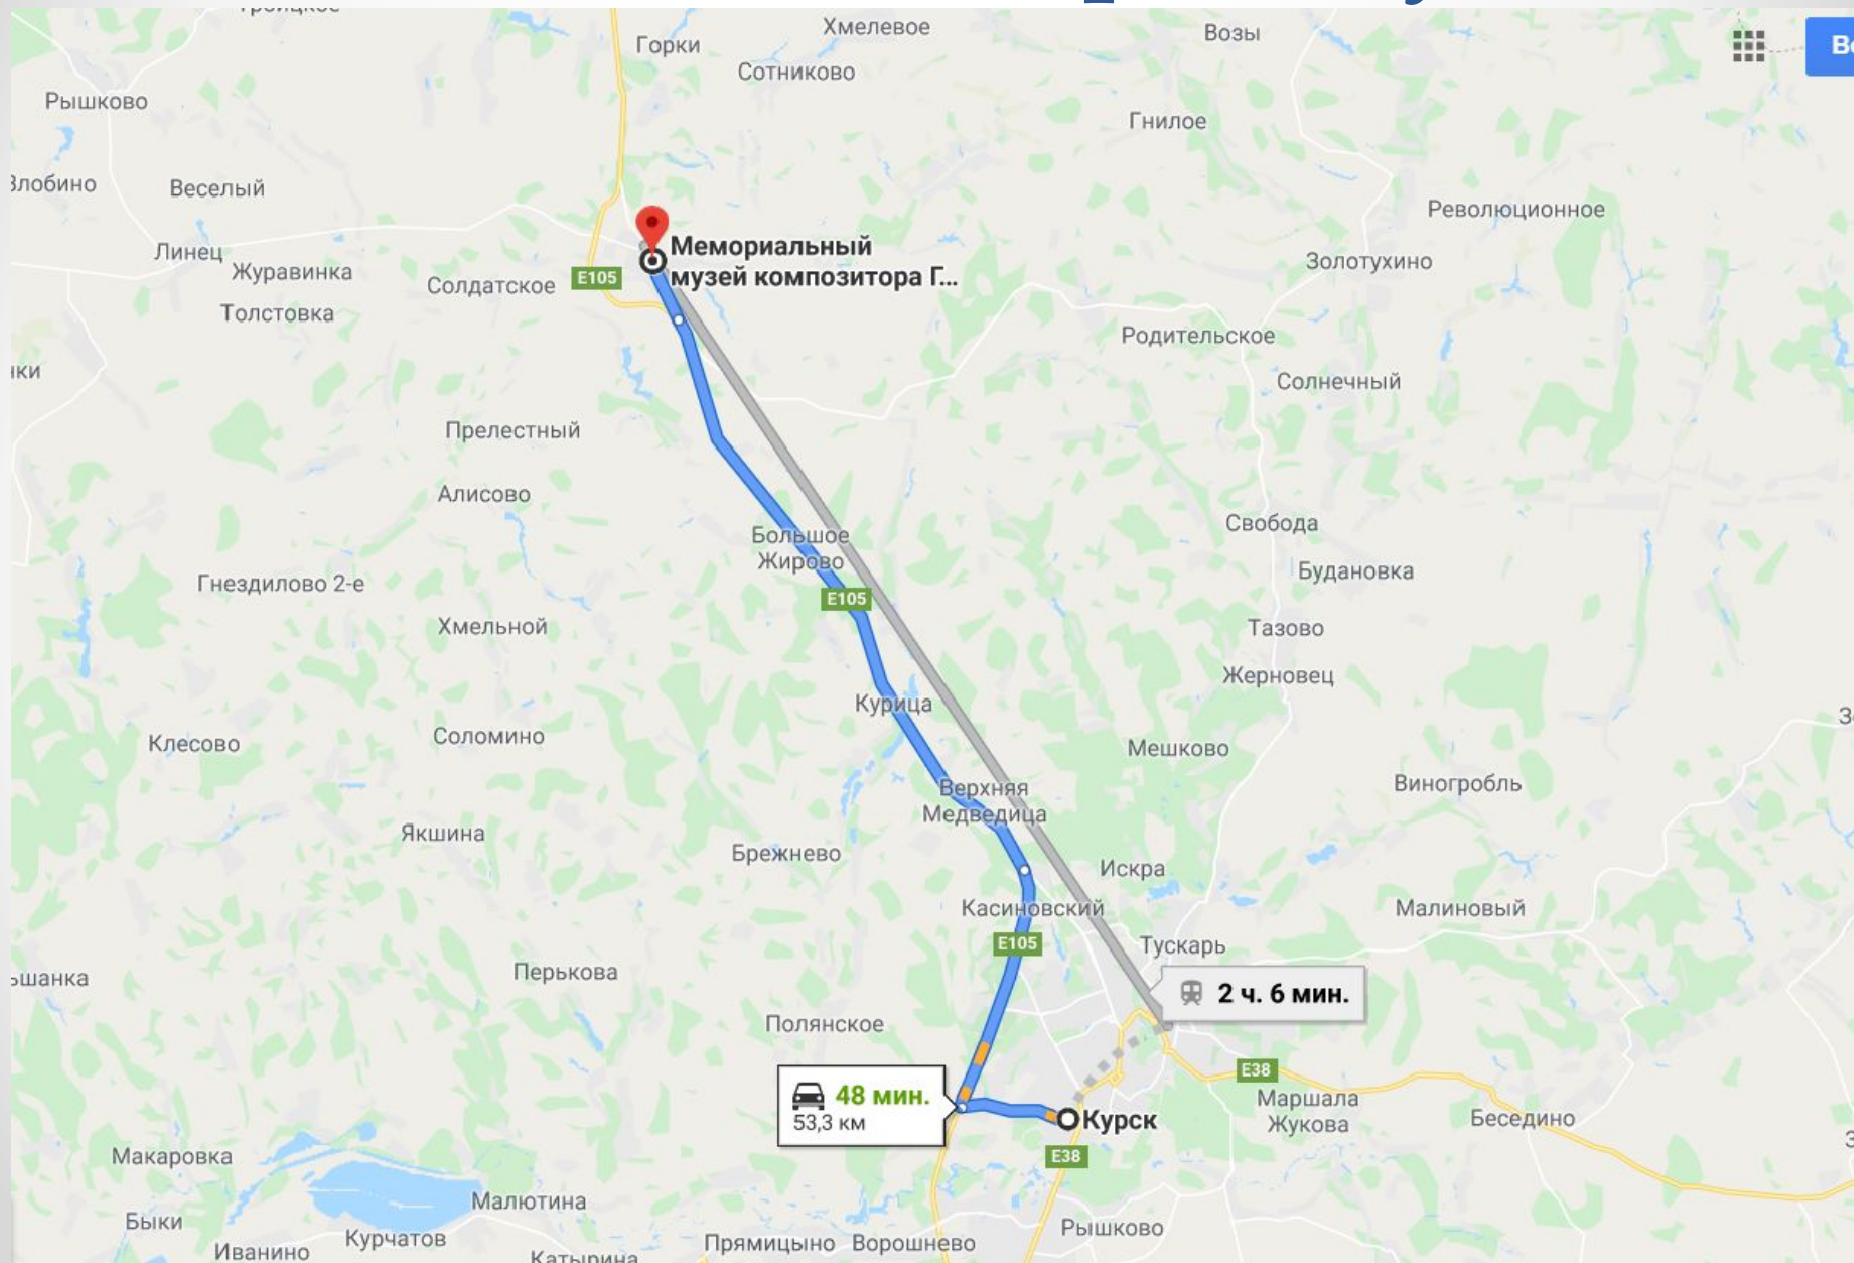 Хмелевое
Возы
Горки
Сотниково
Рышково
Гнилое
Злобино
Веселый
Революционное
Мемориальный
музей композитора Г...
Линец
Журавинка
Солдатское
E105
Золотухино
Толстовка
Родительское
Солнечный
Прелестный
Алисово
Свобода
Большое
Жирово
Будановка
Гнездилово 2-е
E105
Хмельной
Тазово
Жерновец
Курица
Клесово
Соломино
Мешково
Верхняя
Медведица
Виногробль
Якшина
Брежнево
Искра
Касиновский
Малиновый
E105
Тускарь
Перькова
ьшанка
2 ч. 6 мин.
Полянское
E38
48 мин.
53,3 км
Маршала
Жукова
Курск
Беседино
E38
Макаровка
Малютина
Быки
Курчатов
Иванино
Прямицыно
Ворошнево
Рышково
Катырина